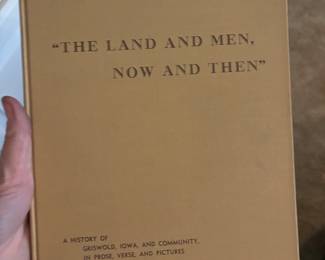 "THE LAND AND MEN,
NOW AND THEN"
A HISTORY OF
GRISWOLD, IOWA, AND COMMUNITY,
IN PROSE, VERSE, AND PICTURES